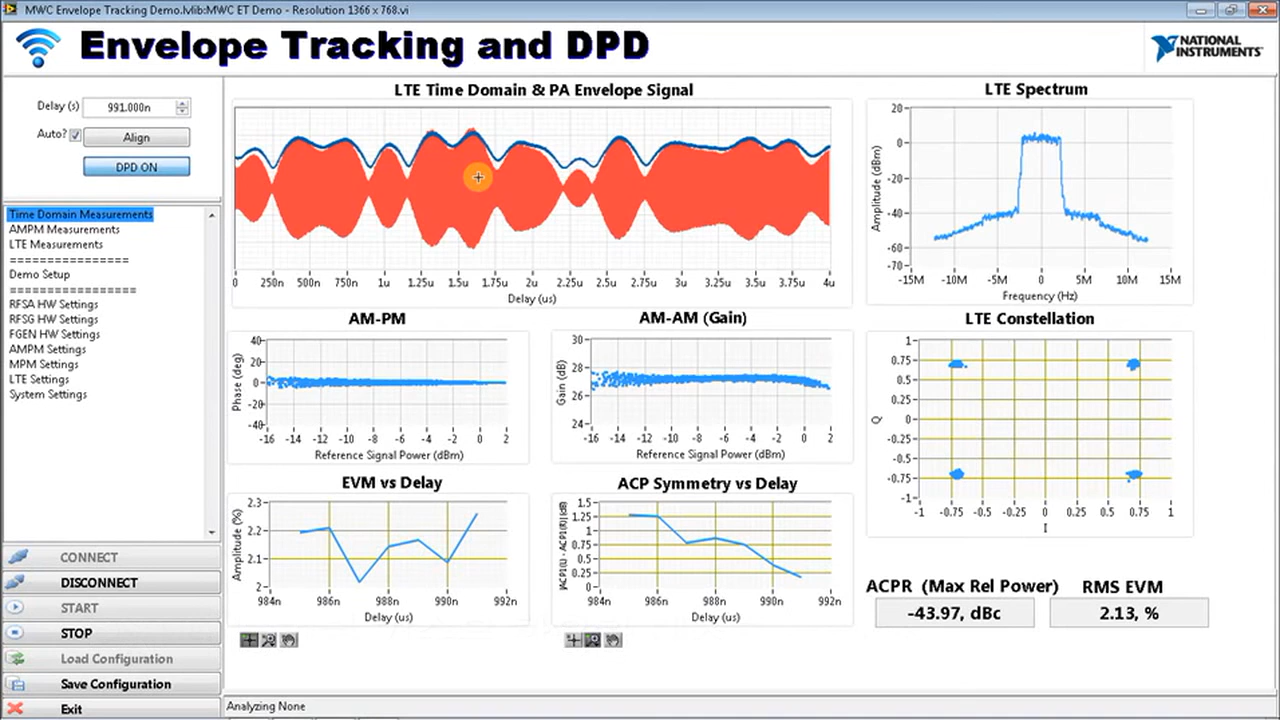 MWC Envelope Tracking Demo.lvlib:MWC ET Demo - Resolution 1366 x 768.vi
Envelope Tracking and DPD
NATIONAL INSTRUMENTS
Delay (s) 991.000n
Auto? Align
DPD ON
Time Domain Measurements
AMPM Measurements
LTE Measurements
================
Demo Setup
=================
RFSA HW Settings
RFSG HW Settings
FGEN HW Settings
AMPM Settings
MPM Settings
LTE Settings
System Settings
CONNECT
DISCONNECT
START
STOP
Load Configuration
Save Configuration
Exit
LTE Time Domain & PA Envelope Signal
0 250n 500n 750n 1u 1.25u 1.5u 1.75u 2u 2.25u 2.5u 2.75u 3u 3.25u 3.5u 3.75u 4u
Delay (us)
LTE Spectrum
Amplitude (dBm)
20
0
-20
-40
-60
-70
-15M -10M -5M 0 5M 10M 15M
Frequency (Hz)
AM-PM
Phase (deg)
40
20
0
-20
-40
-16 -14 -12 -10 -8 -6 -4 -2 0 2
Reference Signal Power (dBm)
AM-AM (Gain)
Gain (dB)
30
28
26
24
-16 -14 -12 -10 -8 -6 -4 -2 0 2
Reference Signal Power (dBm)
LTE Constellation
Q
1
0.75
0.5
0.25
0
-0.25
-0.5
-0.75
-1
-1 -0.75 -0.5 -0.25 0 0.25 0.5 0.75 1
I
EVM vs Delay
Amplitude (%)
2.3
2.2
2.1
2
984n 986n 988n 990n 992n
Delay (us)
ACP Symmetry vs Delay
|ACP1(L) - ACP1(R)| (dB)
1.5
1.25
1
0.75
0.5
0.25
0
984n 986n 988n 990n 992n
Delay (us)
ACPR (Max Rel Power)
-43.97, dBc
RMS EVM
2.13, %
Analyzing None